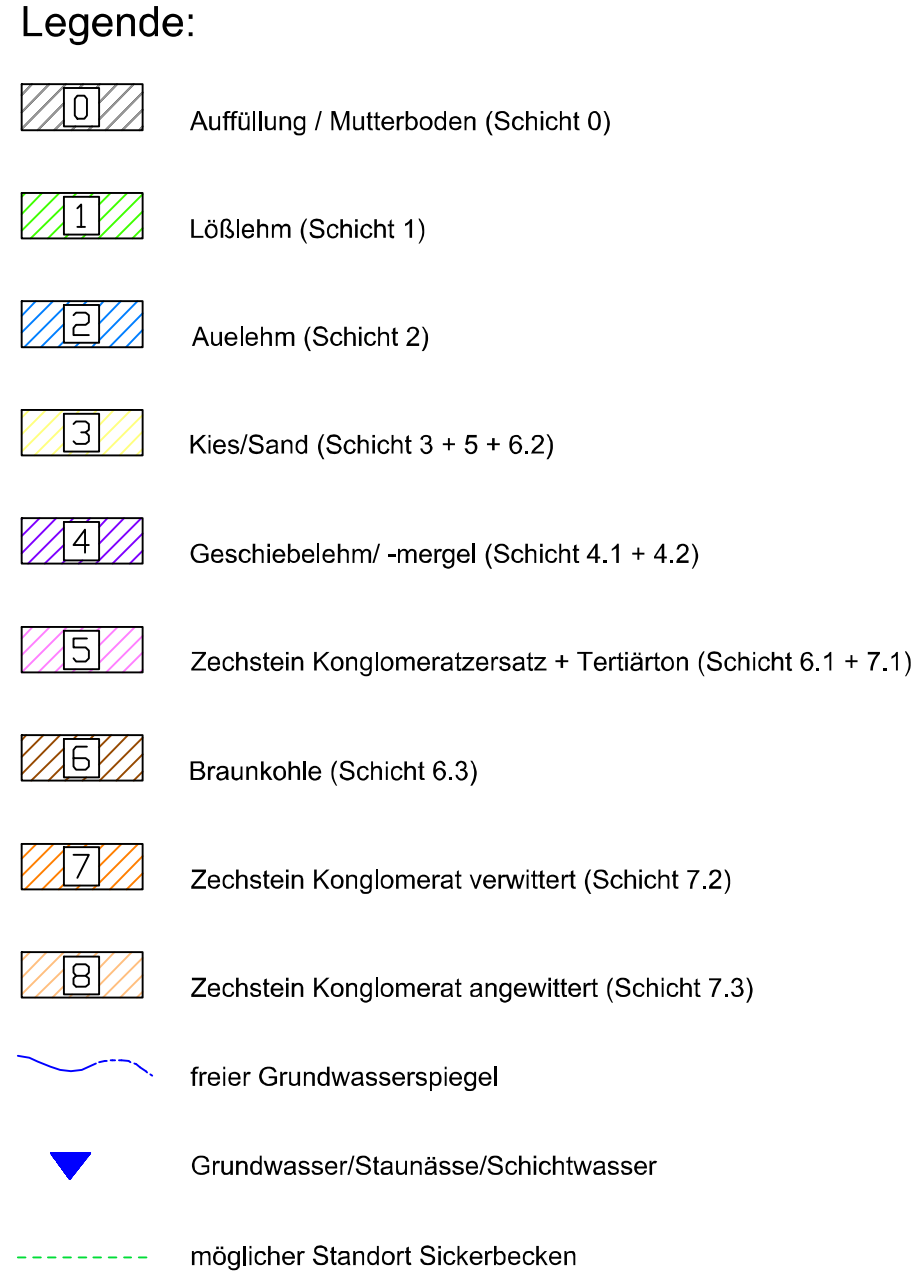 Legende:
0 Auffüllung / Mutterboden (Schicht 0)
1 Lößlehm (Schicht 1)
2 Auelehm (Schicht 2)
3 Kies/Sand (Schicht 3 + 5 + 6.2)
4 Geschiebelehm/ -mergel (Schicht 4.1 + 4.2)
5 Zechstein Konglomeratzersatz + Tertiärton (Schicht 6.1 + 7.1)
6 Braunkohle (Schicht 6.3)
7 Zechstein Konglomerat verwittert (Schicht 7.2)
8 Zechstein Konglomerat angewittert (Schicht 7.3)
freier Grundwasserspiegel
Grundwasser/Staunässe/Schichtwasser
möglicher Standort Sickerbecken